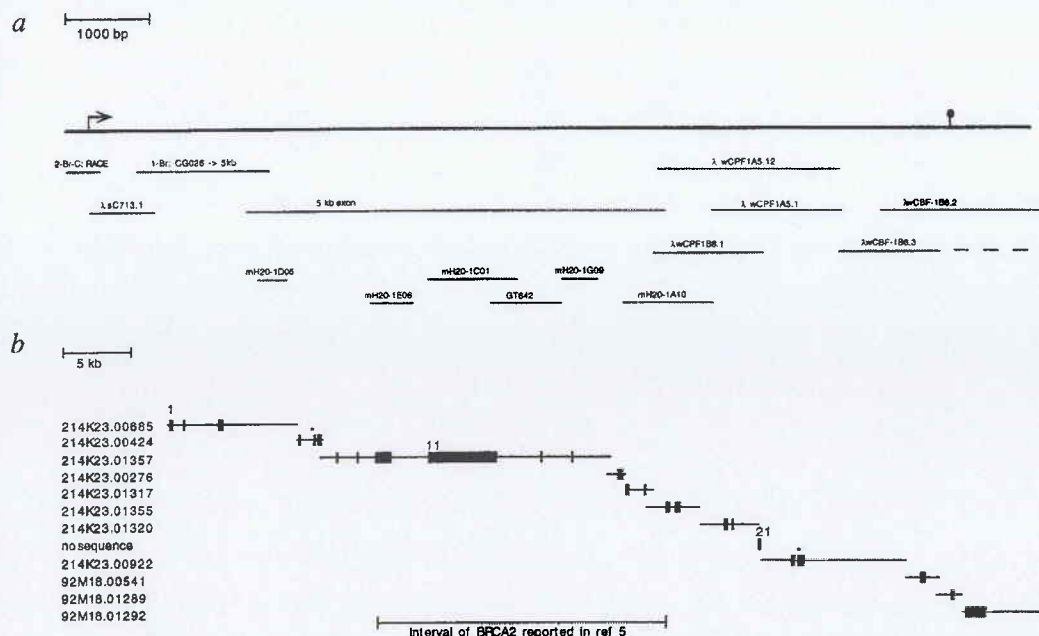 a
1000 bp
2-Br-C: RACE
1-Br: CG026 -> 5kb
λ wCPF1A5.12
λ sC713.1
5 kb exon
λ wCPF1A5.1
λwCBF-1B6.2
λwCPF1B8.1
λwCBF-1B6.3
mH20-1D05
mH20-1C01
mH20-1G09
mH20-1E06
GT642
mH20-1A10
b
5 kb
1
214K23.00685
214K23.00424
11
214K23.01357
214K23.00276
214K23.01317
214K23.01355
214K23.01320
21
no sequence
214K23.00922
92M18.00541
92M18.01289
92M18.01292
Interval of BRCA2 reported in ref 5